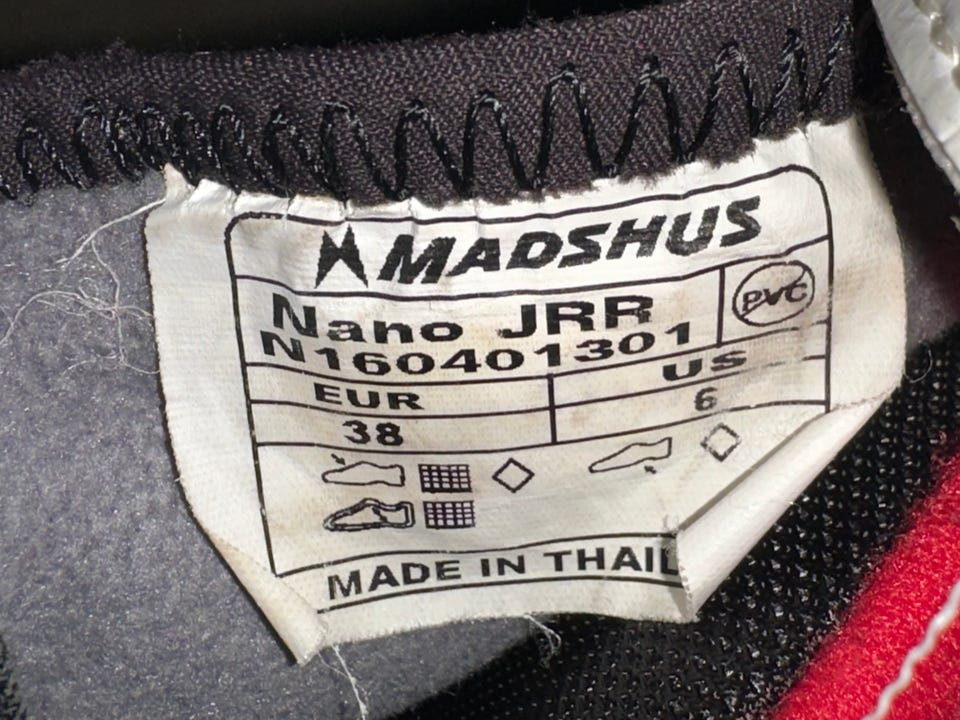 MADSHUS
Nano JRR
PVC
N160401301
EUR US
38 6
MADE IN THAIL